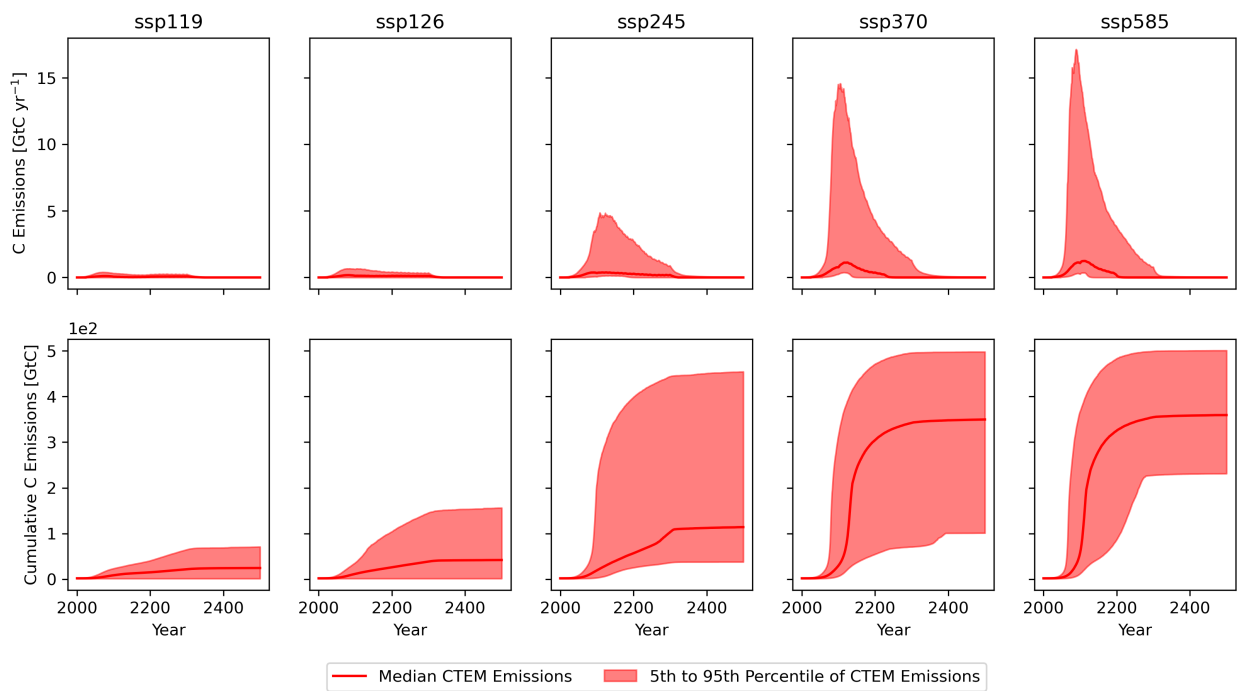 ssp119 ssp126 ssp245 ssp370 ssp585
C Emissions [GtC yr⁻¹]
15
10
5
0
1e2
Cumulative C Emissions [GtC]
5
4
3
2
1
0
2000 2200 2400 2000 2200 2400 2000 2200 2400 2000 2200 2400 2000 2200 2400
Year Year Year Year Year
Median CTEM Emissions 5th to 95th Percentile of CTEM Emissions